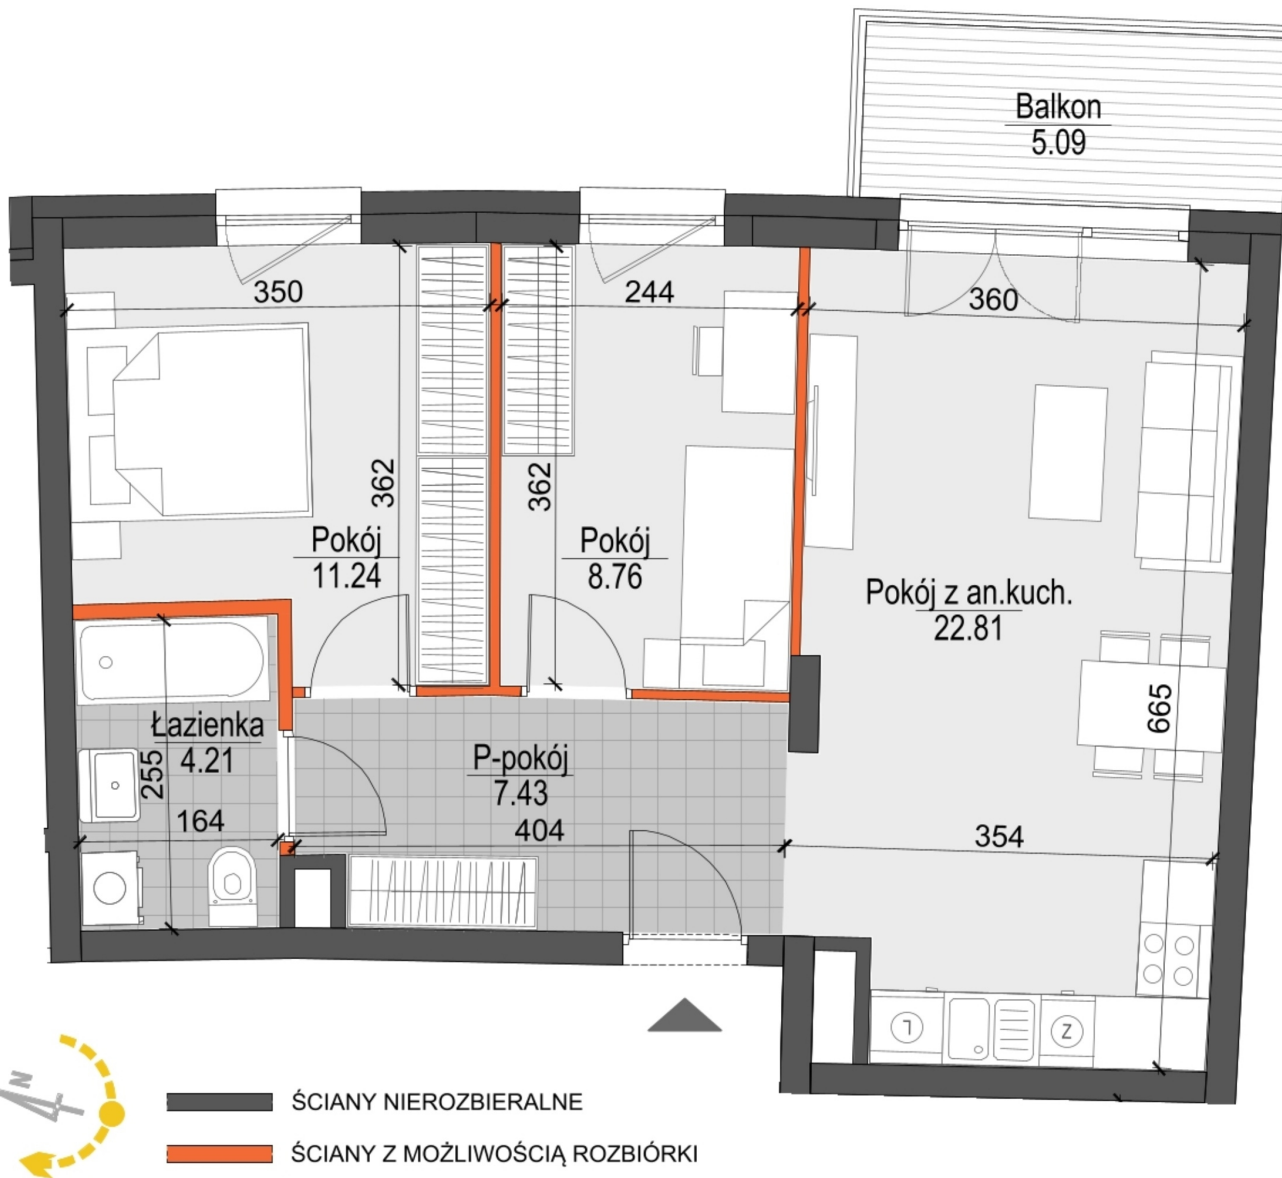 Balkon
5.09
350
244
360
362
362
Pokój
11.24
Pokój
8.76
Pokój z an.kuch.
22.81
665
Łazienka
4.21
255
164
P-pokój
7.43
404
354
L
Z
N
ŚCIANY NIEROZBIERALNE
ŚCIANY Z MOŻLIWOŚCIĄ ROZBIÓRKI